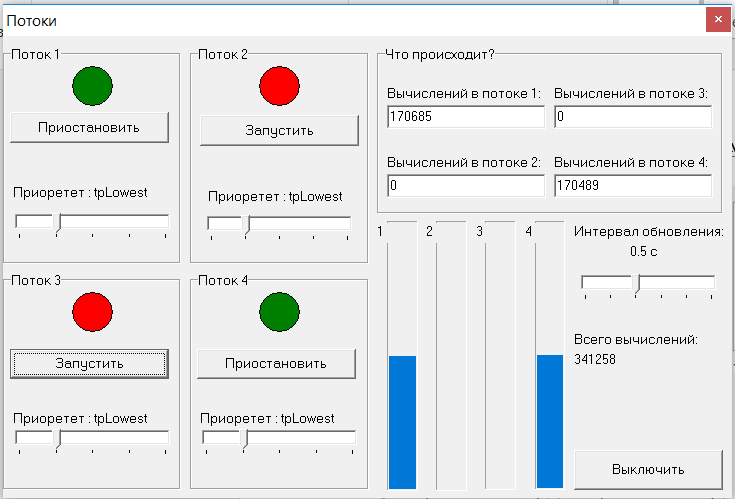 Потоки
Поток 1
Приостановить
Приоретет : tpLowest
Поток 2
Запустить
Приоретет : tpLowest
Поток 3
Запустить
Приоретет : tpLowest
Поток 4
Приостановить
Приоретет : tpLowest
Что происходит?
Вычислений в потоке 1:
170685
Вычислений в потоке 3:
0
Вычислений в потоке 2:
0
Вычислений в потоке 4:
170489
1 2 3 4
Интервал обновления:
0.5 с
Всего вычислений:
341258
Выключить